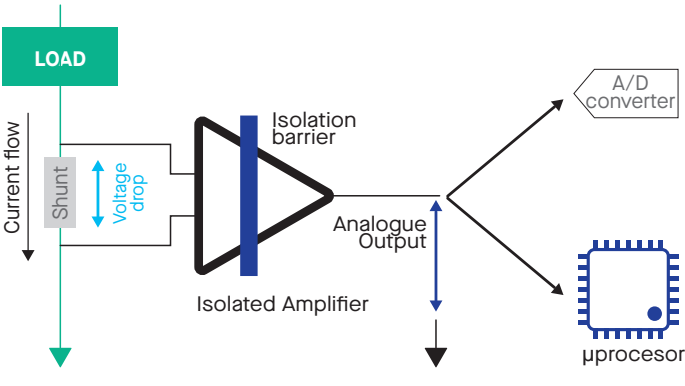 LOAD
Current flow
Shunt
Voltage
drop
Isolation
barrier
Isolated Amplifier
Analogue
Output
A/D
converter
µprocesor